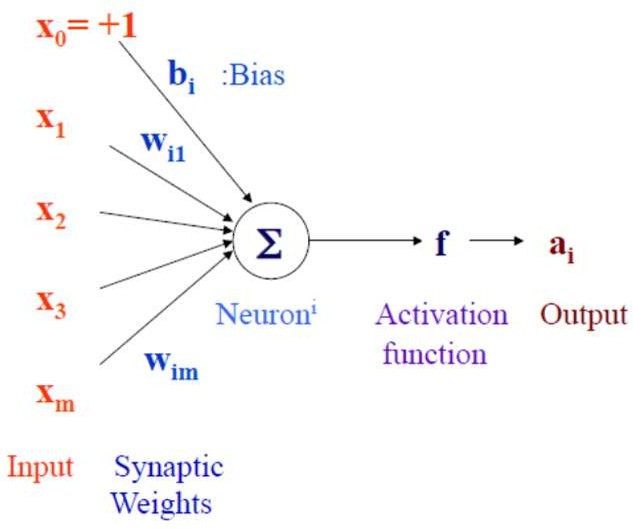 x₀= +1
bᵢ :Bias
x₁
wᵢ₁
x₂
Σ
f
aᵢ
x₃
Neuronⁱ
Activation
function
Output
wᵢₘ
xₘ
Input
Synaptic
Weights